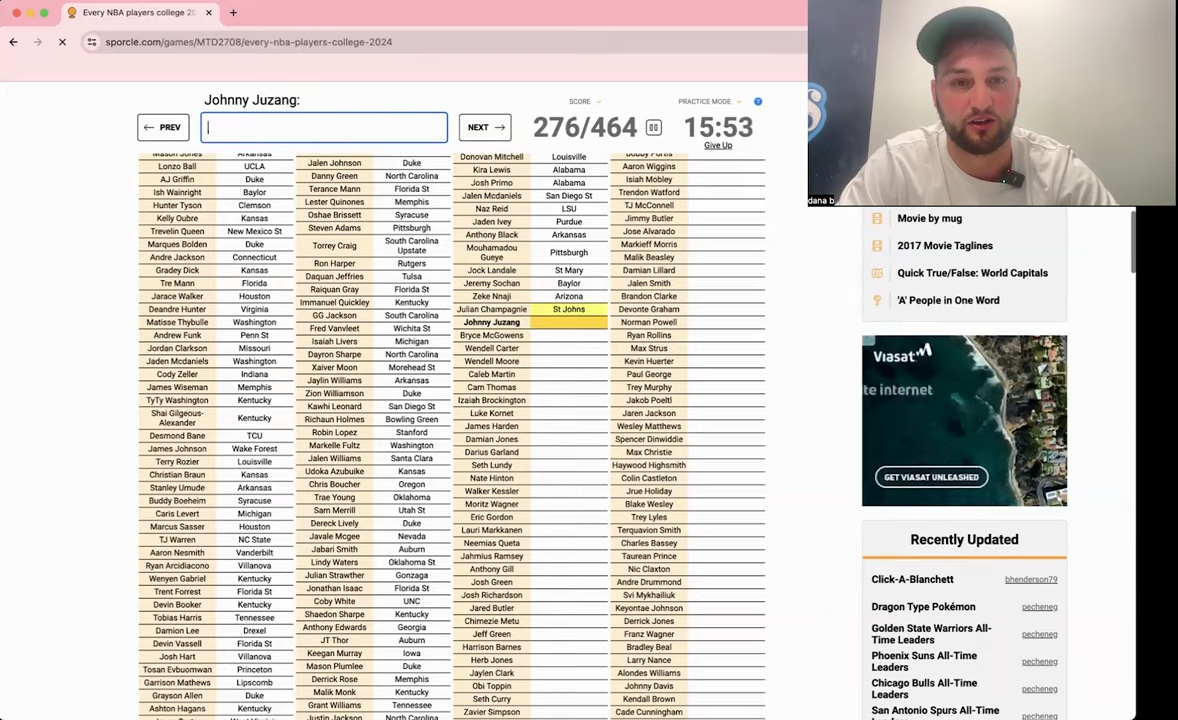 Every NBA players college 20
sporcle.com/games/MTD2708/every-nba-players-college-2024
Johnny Juzang:
PREV
NEXT
SCORE
276/464
PRACTICE MODE
15:53
Give Up
dana b
Mason Jones Arkansas
Lonzo Ball UCLA
AJ Griffin Duke
Ish Wainright Baylor
Hunter Tyson Clemson
Kelly Oubre Kansas
Trevelin Queen New Mexico St
Marques Bolden Duke
Andre Jackson Connecticut
Gradey Dick Kansas
Tre Mann Florida
Jarace Walker Houston
Deandre Hunter Virginia
Matisse Thybulle Washington
Andrew Funk Penn St
Jordan Clarkson Missouri
Jaden Mcdaniels Washington
Cody Zeller Indiana
James Wiseman Memphis
TyTy Washington Kentucky
Shai Gilgeous-
Alexander Kentucky
Desmond Bane TCU
James Johnson Wake Forest
Terry Rozier Louisville
Christian Braun Kansas
Stanley Umude Arkansas
Buddy Boeheim Syracuse
Caris Levert Michigan
Marcus Sasser Houston
TJ Warren NC State
Aaron Nesmith Vanderbilt
Ryan Arcidiacono Villanova
Wenyen Gabriel Kentucky
Trent Forrest Florida St
Devin Booker Kentucky
Tobias Harris Tennessee
Damion Lee Drexel
Devin Vassell Florida St
Josh Hart Villanova
Tosan Evbuomwan Princeton
Garrison Mathews Lipscomb
Grayson Allen Duke
Ashton Hagans Kentucky
Jalen Johnson Duke
Danny Green North Carolina
Terance Mann Florida St
Lester Quinones Memphis
Oshae Brissett Syracuse
Steven Adams Pittsburgh
Torrey Craig South Carolina
Upstate
Ron Harper Rutgers
Daquan Jeffries Tulsa
Raiquan Gray Florida St
Immanuel Quickley Kentucky
GG Jackson South Carolina
Fred Vanvleet Wichita St
Isaiah Livers Michigan
Dayron Sharpe North Carolina
Xaiver Moon Morehead St
Jaylin Williams Arkansas
Zion Williamson Duke
Kawhi Leonard San Diego St
Richaun Holmes Bowling Green
Robin Lopez Stanford
Markelle Fultz Washington
Jalen Williams Santa Clara
Udoka Azubuike Kansas
Chris Boucher Oregon
Trae Young Oklahoma
Sam Merrill Utah St
Dereck Lively Duke
Javale Mcgee Nevada
Jabari Smith Auburn
Lindy Waters Oklahoma St
Julian Strawther Gonzaga
Jonathan Isaac Florida St
Coby White UNC
Shaedon Sharpe Kentucky
Anthony Edwards Georgia
JT Thor Auburn
Keegan Murray Iowa
Mason Plumlee Duke
Derrick Rose Memphis
Malik Monk Kentucky
Grant Williams Tennessee
Justin Jackson North Carolina
Donovan Mitchell Louisville
Kira Lewis Alabama
Josh Primo Alabama
Jalen Mcdaniels San Diego St
Naz Reid LSU
Jaden Ivey Purdue
Anthony Black Arkansas
Mouhamadou
Gueye Pittsburgh
Jock Landale St Mary
Jeremy Sochan Baylor
Zeke Nnaji Arizona
Julian Champagnie St Johns
Johnny Juzang
Bryce McGowens
Wendell Carter
Wendell Moore
Caleb Martin
Cam Thomas
Izaiah Brockington
Luke Kornet
James Harden
Damian Jones
Darius Garland
Seth Lundy
Nate Hinton
Walker Kessler
Moritz Wagner
Eric Gordon
Lauri Markkanen
Neemias Queta
Jahmius Ramsey
Anthony Gill
Josh Green
Josh Richardson
Jared Butler
Chimezie Metu
Jeff Green
Harrison Barnes
Herb Jones
Jaylen Clark
Obi Toppin
Seth Curry
Zavier Simpson
Bobby Portis
Aaron Wiggins
Isiah Mobley
Trendon Watford
TJ McConnell
Jimmy Butler
Jose Alvarado
Markieff Morris
Malik Beasley
Damian Lillard
Jalen Smith
Brandon Clarke
Devonte Graham
Norman Powell
Ryan Rollins
Max Strus
Kevin Huerter
Paul George
Trey Murphy
Jakob Poeltl
Jaren Jackson
Wesley Matthews
Spencer Dinwiddie
Max Christie
Haywood Highsmith
Colin Castleton
Jrue Holiday
Blake Wesley
Trey Lyles
Terquavion Smith
Charles Bassey
Taurean Prince
Nic Claxton
Andre Drummond
Svi Mykhailiuk
Keyontae Johnson
Derrick Jones
Franz Wagner
Bradley Beal
Larry Nance
Alondes Williams
Johnny Davis
Kendall Brown
Cade Cunningham
Movie by mug
2017 Movie Taglines
Quick True/False: World Capitals
'A' People in One Word
Viasat
te internet
GET VIASAT UNLEASHED
Recently Updated
Click-A-Blanchett bhenderson79
Dragon Type Pokémon pecheneg
Golden State Warriors All-
Time Leaders pecheneg
Phoenix Suns All-Time
Leaders pecheneg
Chicago Bulls All-Time
Leaders pecheneg
San Antonio Spurs All-Time